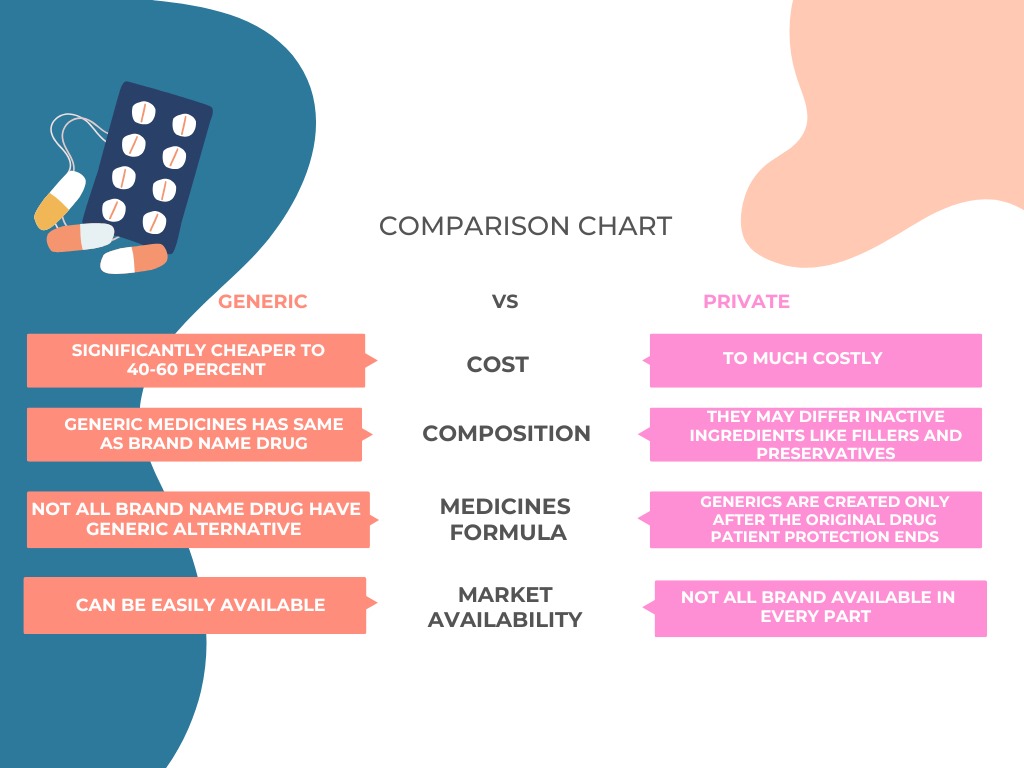 COMPARISON CHART
GENERIC
VS
PRIVATE
SIGNIFICANTLY CHEAPER TO
40-60 PERCENT
COST
TO MUCH COSTLY
GENERIC MEDICINES HAS SAME
AS BRAND NAME DRUG
COMPOSITION
THEY MAY DIFFER INACTIVE
INGREDIENTS LIKE FILLERS AND
PRESERVATIVES
NOT ALL BRAND NAME DRUG HAVE
GENERIC ALTERNATIVE
MEDICINES
FORMULA
GENERICS ARE CREATED ONLY
AFTER THE ORIGINAL DRUG
PATIENT PROTECTION ENDS
CAN BE EASILY AVAILABLE
MARKET
AVAILABILITY
NOT ALL BRAND AVAILABLE IN
EVERY PART